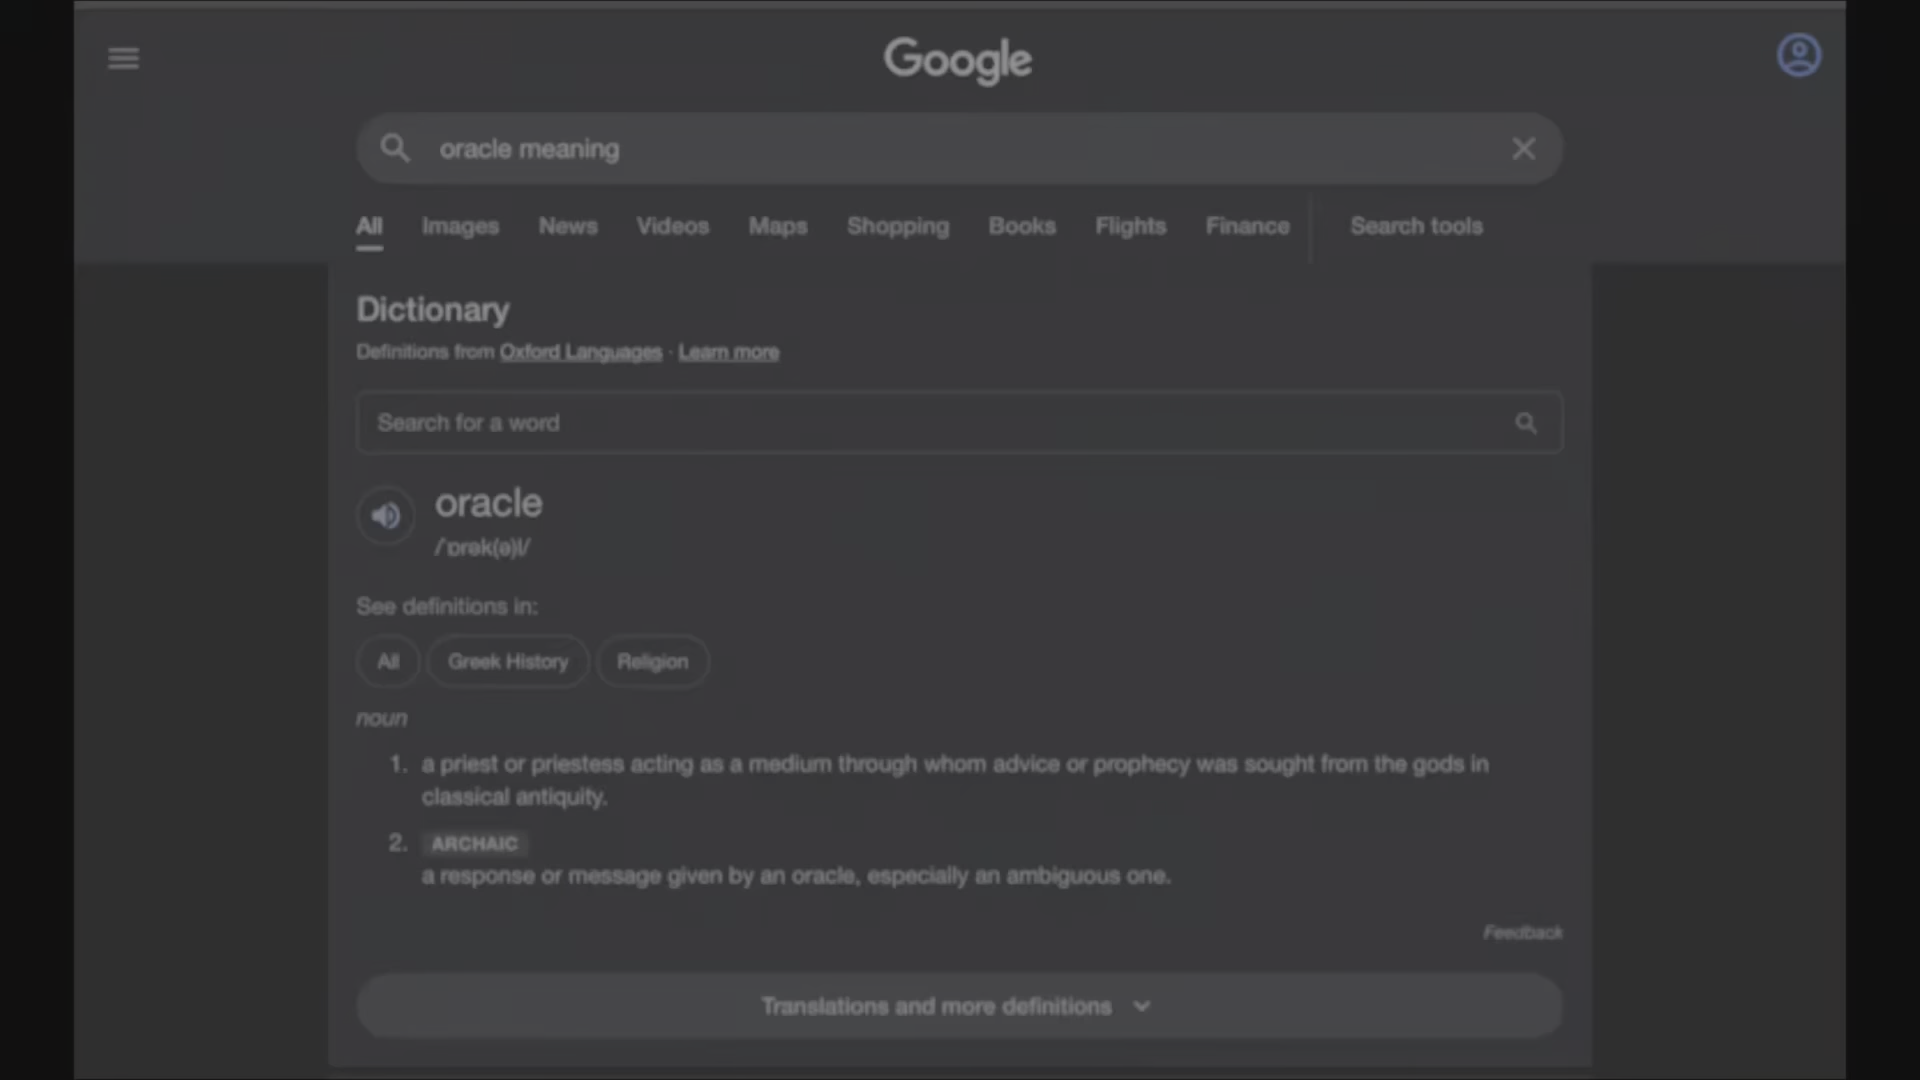 Google
oracle meaning
All Images News Videos Maps Shopping Books Flights Finance Search tools
Dictionary
Definitions from Oxford Languages · Learn more
Search for a word
oracle
/ˈɒrək(ə)l/
See definitions in:
All Greek History Religion
noun
1. a priest or priestess acting as a medium through whom advice or prophecy was sought from the gods in
classical antiquity.
2. ARCHAIC
a response or message given by an oracle, especially an ambiguous one.
Feedback
Translations and more definitions